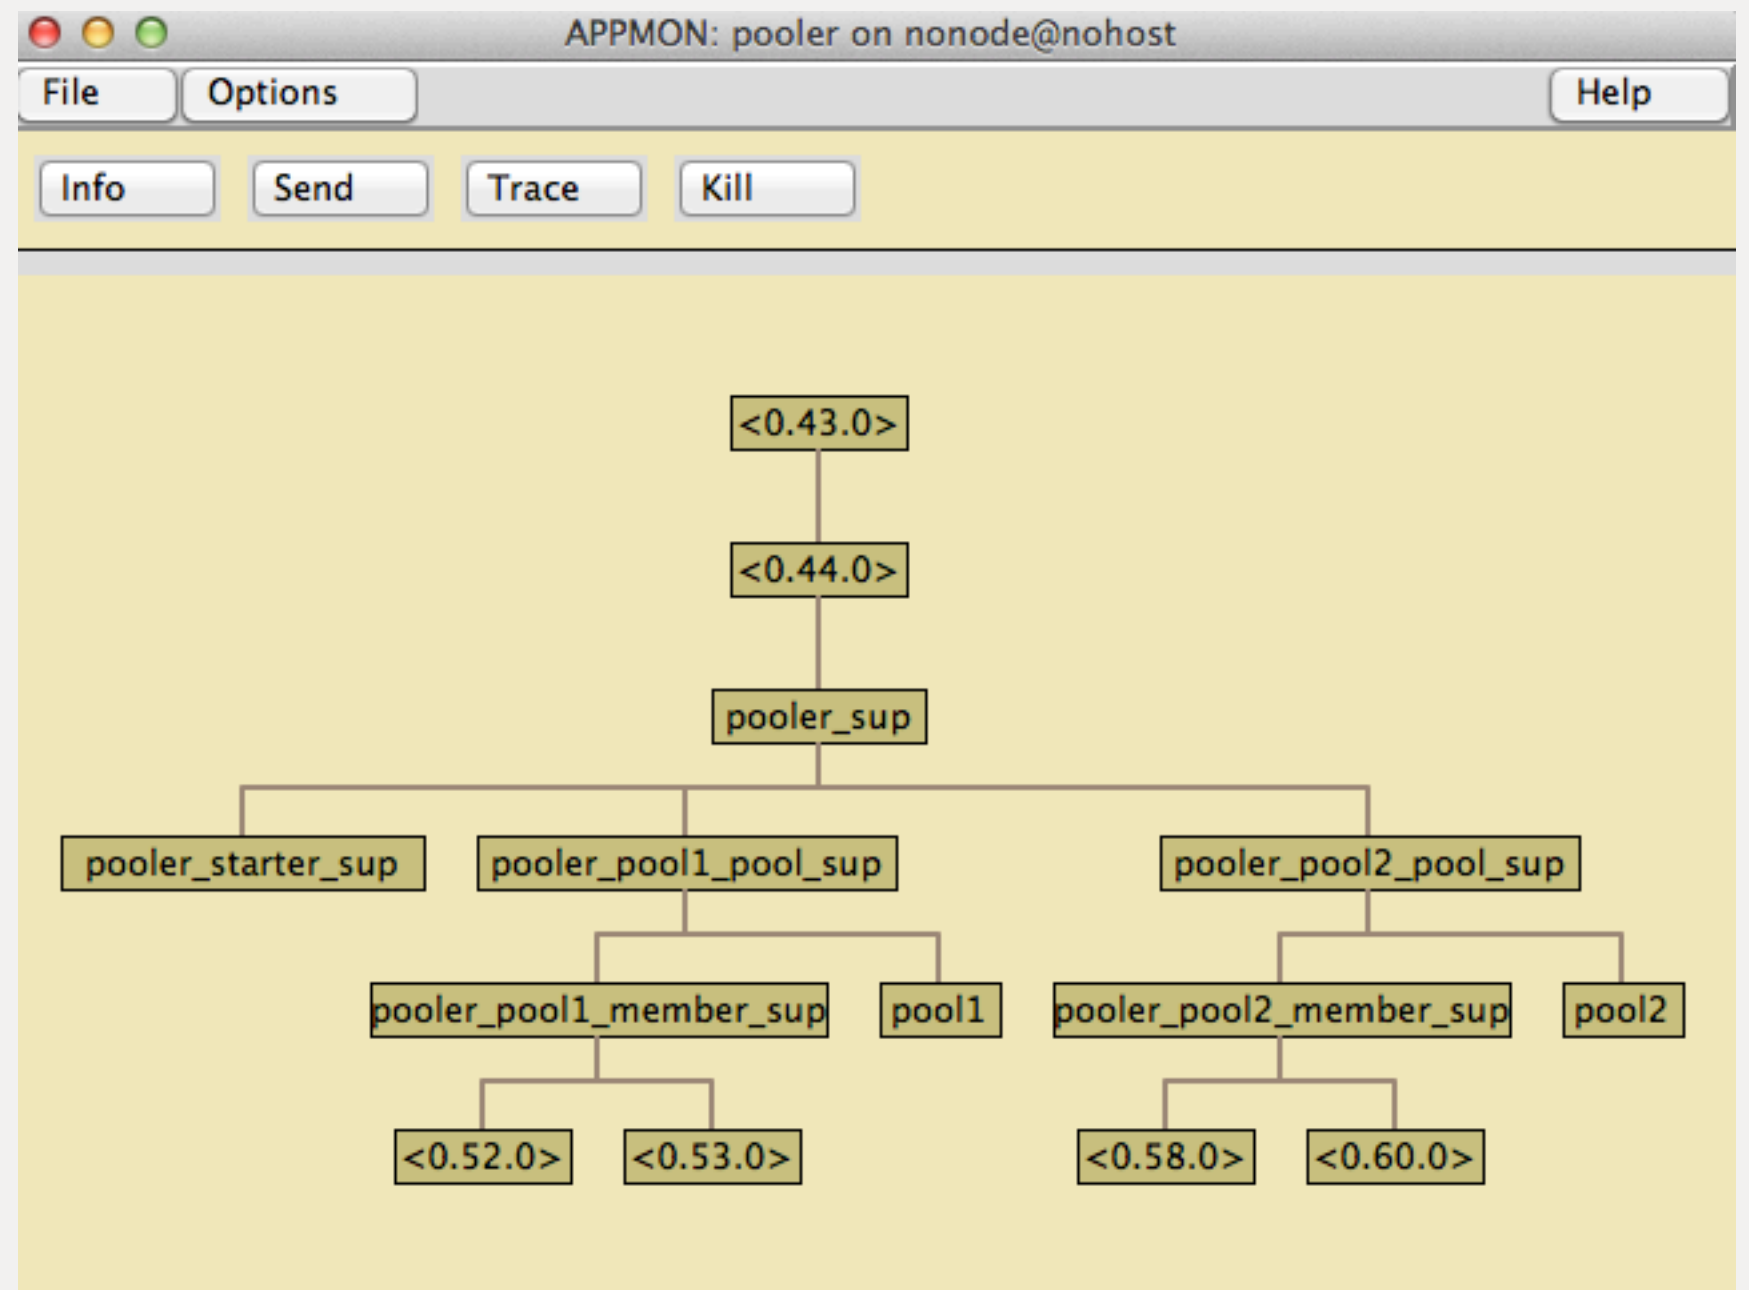 APPMON: pooler on nonode@nohost
File Options Help
Info Send Trace Kill
<0.43.0>
<0.44.0>
pooler_sup
pooler_starter_sup pooler_pool1_pool_sup pooler_pool2_pool_sup
pooler_pool1_member_sup pool1 pooler_pool2_member_sup pool2
<0.52.0> <0.53.0> <0.58.0> <0.60.0>